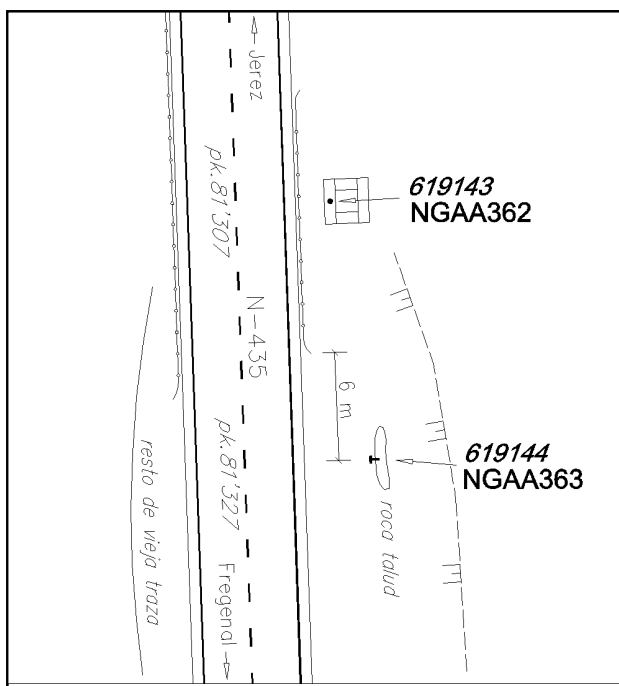 ← Jerez
pk.81'307
619143
NGAA362
N-435
6 m
pk.81'327
619144
NGAA363
roca talud
resto de vieja traza
Fregenal →